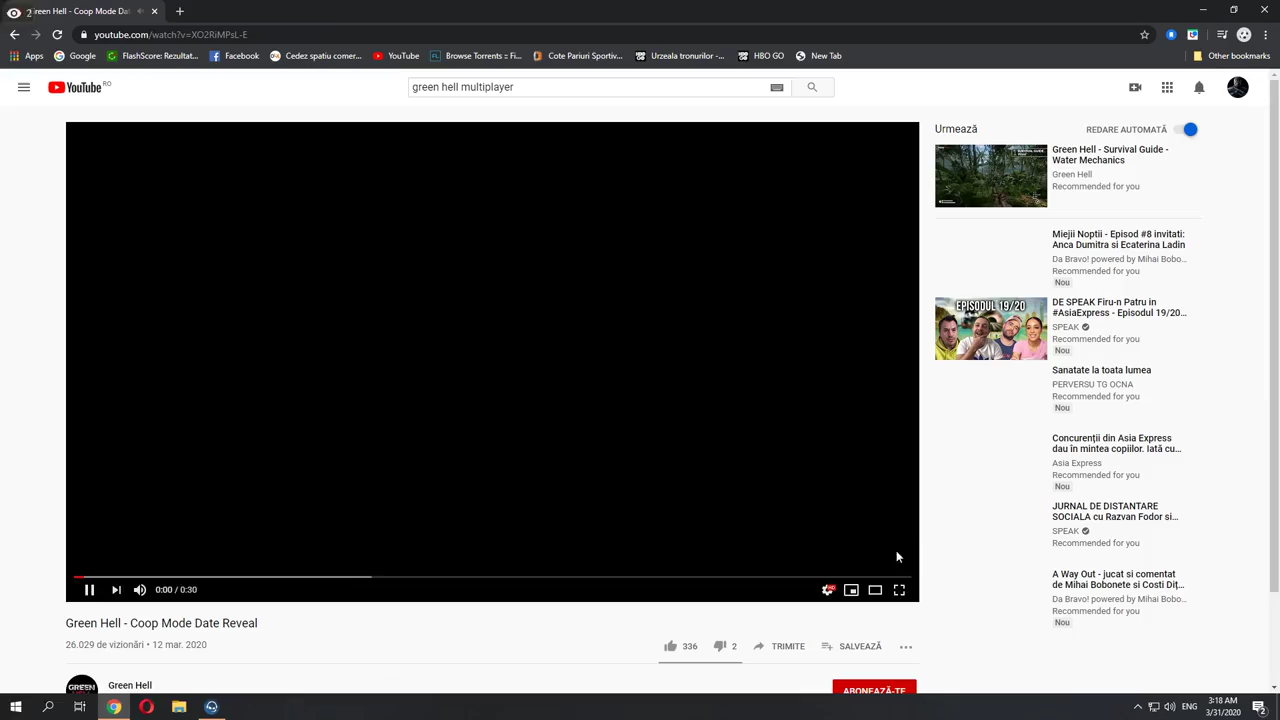 2
Green Hell - Coop Mod
youtube.com/watch?v=XO2RiMPsL-E
Apps
Google
FlashScore: Rezultat...
Facebook
Cedez spatiu comer...
YouTube
Browse Torrents :: Fi...
Cote Pariuri Sportiv...
Urzeala tronurilor -...
HBO GO
New Tab
Other bookmarks
YouTube RO
green hell multiplayer
Urmează
REDARE AUTOMATĂ
Green Hell - Survival Guide -
Water Mechanics
Green Hell
Recommended for you
Miejii Noptii - Episod #8 invitati:
Anca Dumitra si Ecaterina Ladin
Da Bravo! powered by Mihai Bobo...
Recommended for you
Nou
EPISODUL 19/20
DE SPEAK Firu-n Patru in
#AsiaExpress - Episodul 19/20...
SPEAK
Recommended for you
Nou
Sanatate la toata lumea
PERVERSU TG OCNA
Recommended for you
Nou
Concurenții din Asia Express
dau în mintea copiilor. Iată cu...
Asia Express
Recommended for you
Nou
JURNAL DE DISTANTARE
SOCIALA cu Razvan Fodor si...
SPEAK
Recommended for you
A Way Out - jucat si comentat
de Mihai Bobonete si Costi Diț...
Da Bravo! powered by Mihai Bobo...
Recommended for you
Nou
0:00 / 0:30
HD
Green Hell - Coop Mode Date Reveal
26.029 de vizionări • 12 mar. 2020
336
2
TRIMITE
SALVEAZĂ
GREEN
HELL
Green Hell
ABONEAZĂ-TE
ENG
3:18 AM
3/31/2020
2